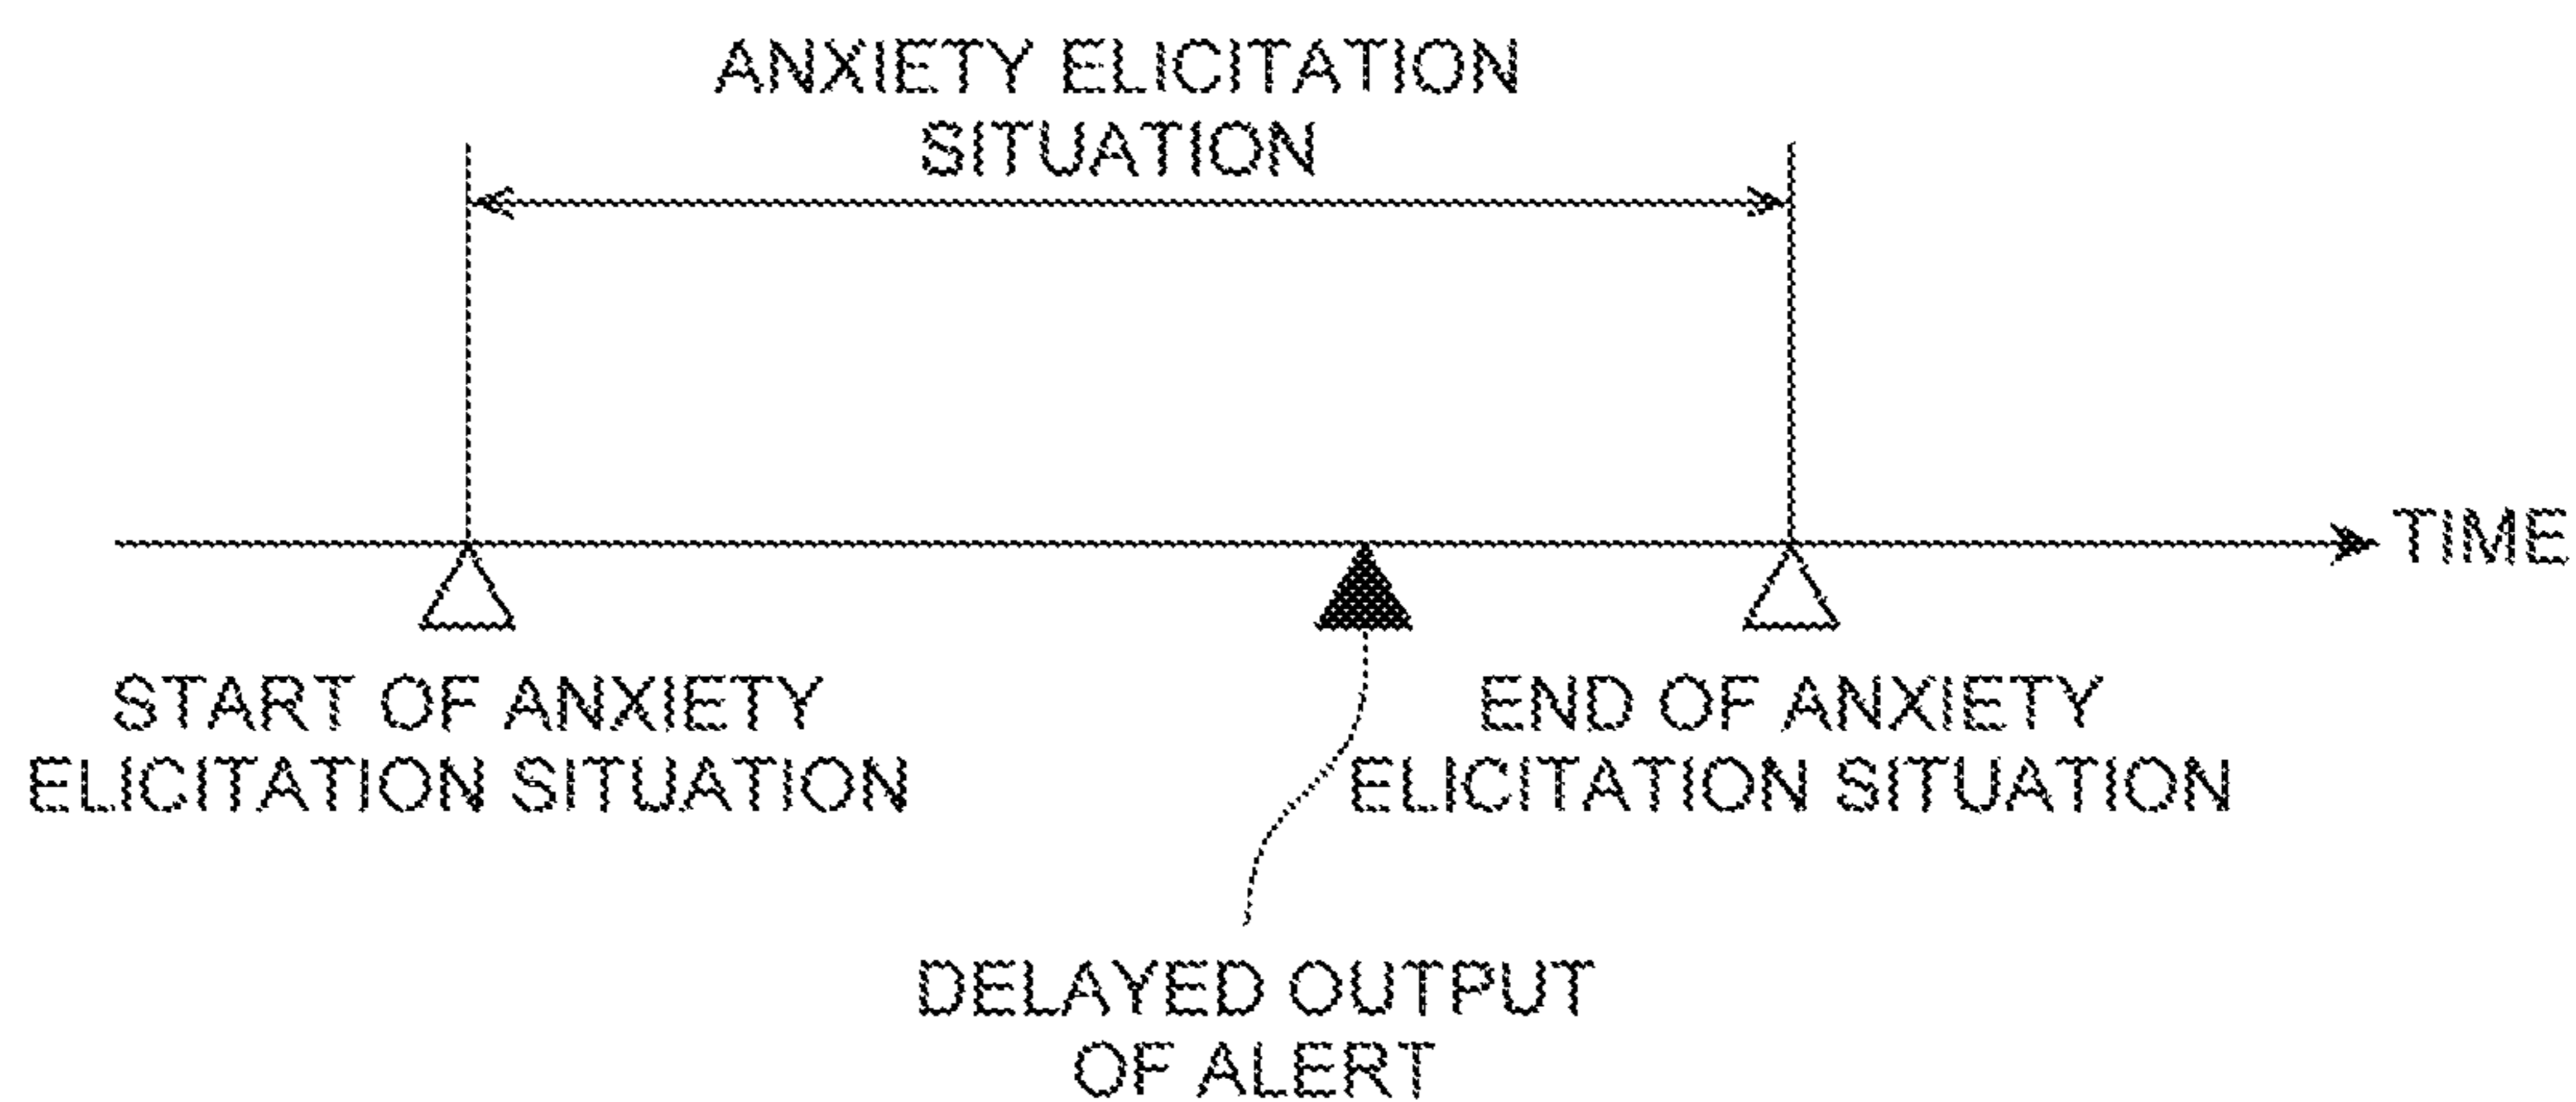 ANXIETY ELICITATION
SITUATION
TIME
START OF ANXIETY
ELICITATION SITUATION
END OF ANXIETY
ELICITATION SITUATION
DELAYED OUTPUT
OF ALERT